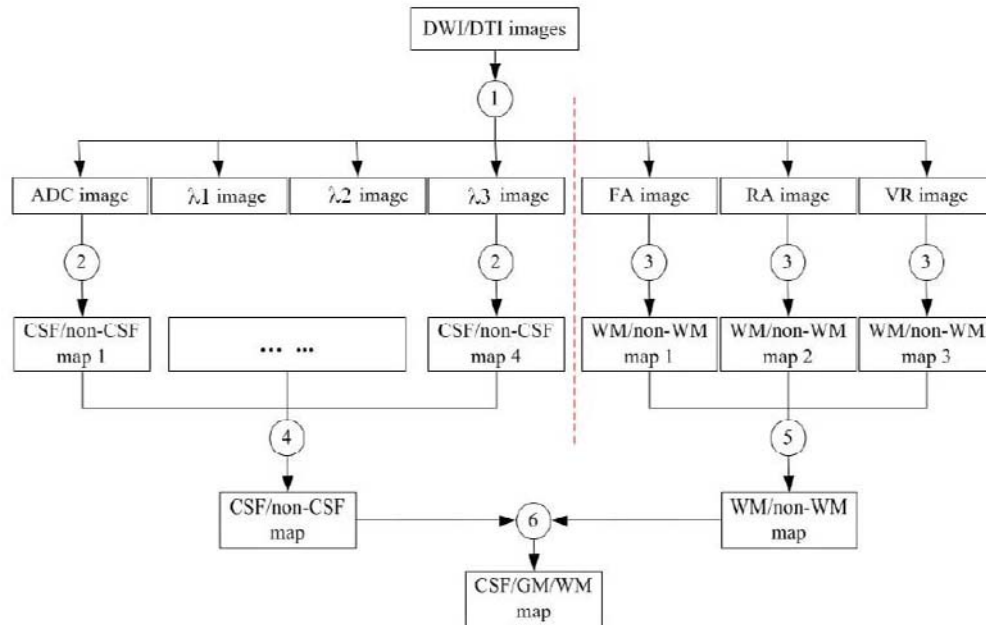 DWI/DTI images
1
ADC image
λ1 image
λ2 image
λ3 image
FA image
RA image
VR image
2
2
3
3
3
CSF/non-CSF
map 1
... ...
CSF/non-CSF
map 4
WM/non-WM
map 1
WM/non-WM
map 2
WM/non-WM
map 3
4
5
CSF/non-CSF
map
6
WM/non-WM
map
CSF/GM/WM
map